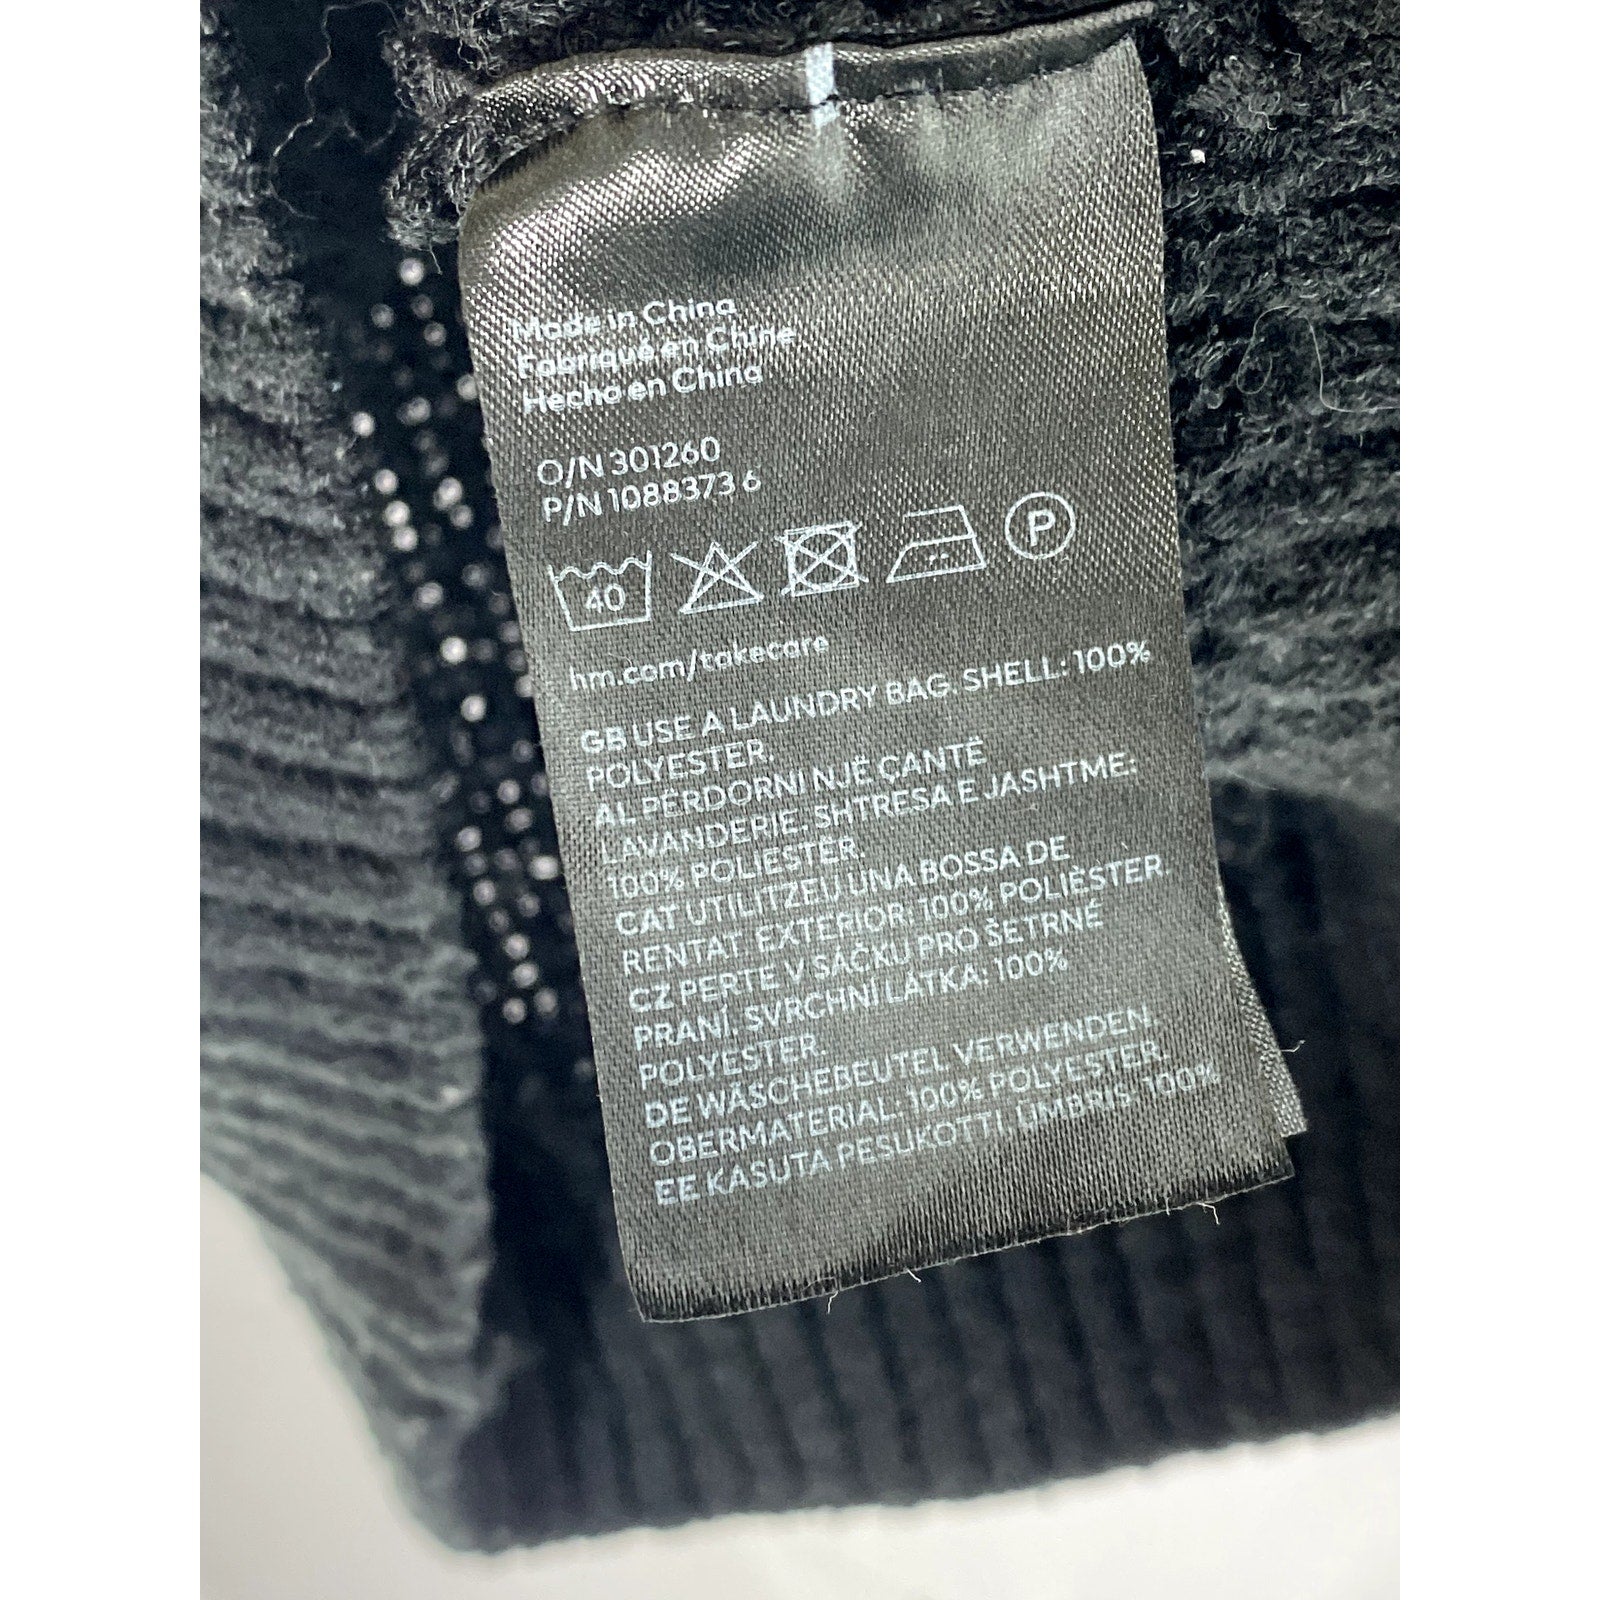 Made in China
Fabriqué en Chine
Hecho en China
O/N 301260
P/N 1088373 6
40
P
hm.com/takecare
GB USE A LAUNDRY BAG. SHELL: 100%
POLYESTER.
AL PËRDORNI NJË ÇANTË
LAVANDERIE. SHTRESA E JASHTME:
100% POLIESTËR.
CAT UTILITZEU UNA BOSSA DE
RENTAT. EXTERIOR: 100% POLIÈSTER.
CZ PERTE V SÁČKU PRO ŠETRNÉ
PRANÍ. SVRCHNÍ LÁTKA: 100%
POLYESTER.
DE WÄSCHEBEUTEL VERWENDEN.
OBERMATERIAL: 100% POLYESTER.
EE KASUTA PESUKOTTI. ÜMBRIS: 100%